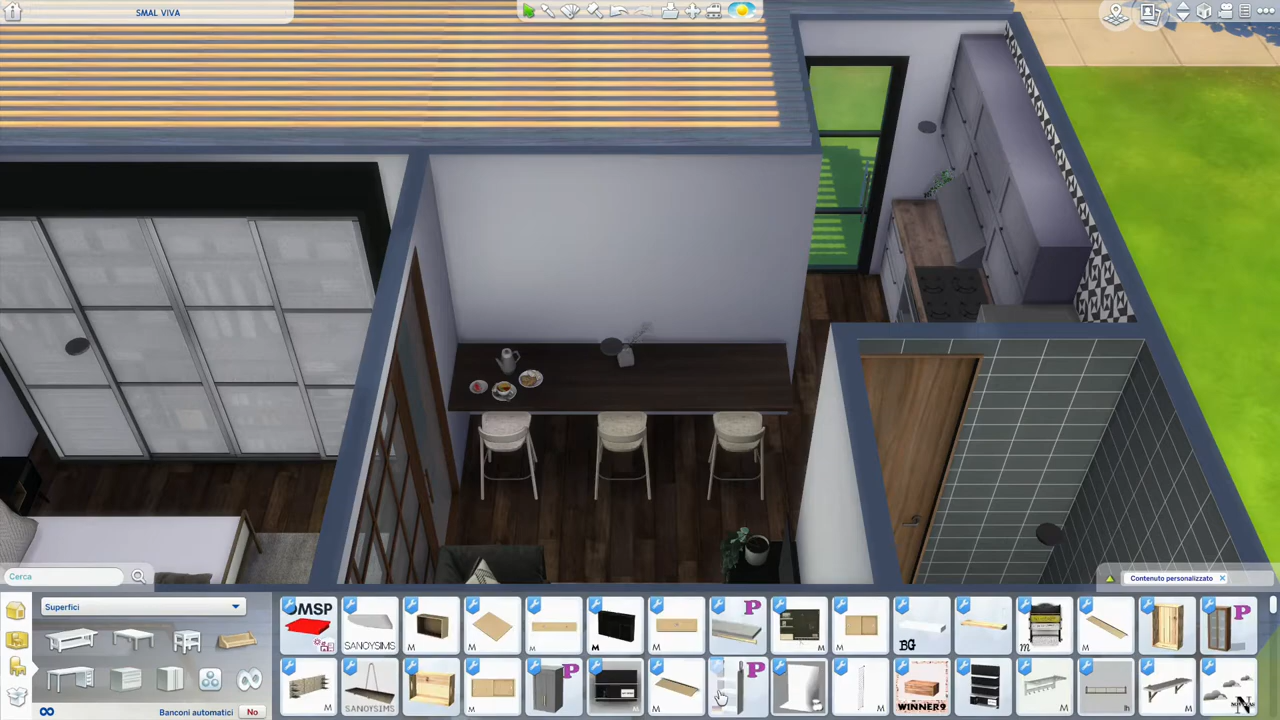 SMAL VIVA
Cerca
Contenuto personalizzato
Superfici
MSP
SANOYSIMS
M
M
M
M
M
P
M
BG
m
M
M
P
M
SANOYSIMS
M
M
P
M
M
P
M
WINNER9
M
h
M
N
Banconi automatici No